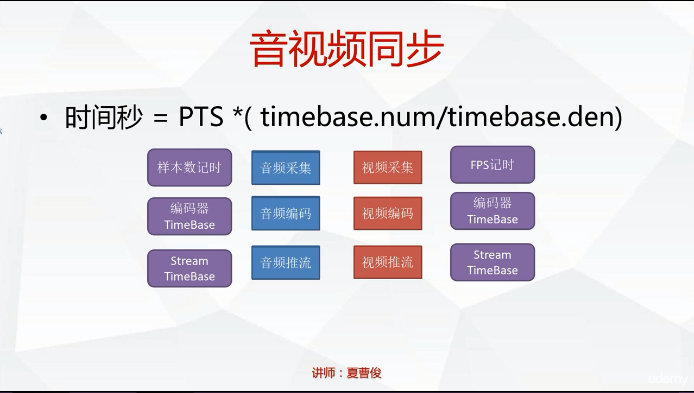 音视频同步
• 时间秒 = PTS *( timebase.num/timebase.den)
样本数记时 音频采集 视频采集 FPS记时
编码器 音频编码 视频编码 编码器
TimeBase TimeBase
Stream 音频推流 视频推流 Stream
TimeBase TimeBase
讲师：夏曹俊
udemy